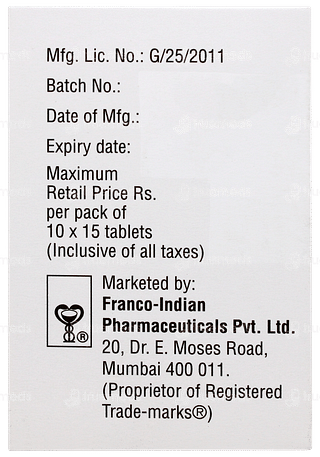 Mfg. Lic. No.: G/25/2011
Batch No.:
Date of Mfg.:
Expiry date:
Maximum
Retail Price Rs.
per pack of
10 x 15 tablets
(Inclusive of all taxes)
Marketed by:
Franco-Indian
Pharmaceuticals Pvt. Ltd.
20, Dr. E. Moses Road,
Mumbai 400 011.
(Proprietor of Registered
Trade-marks®)
®